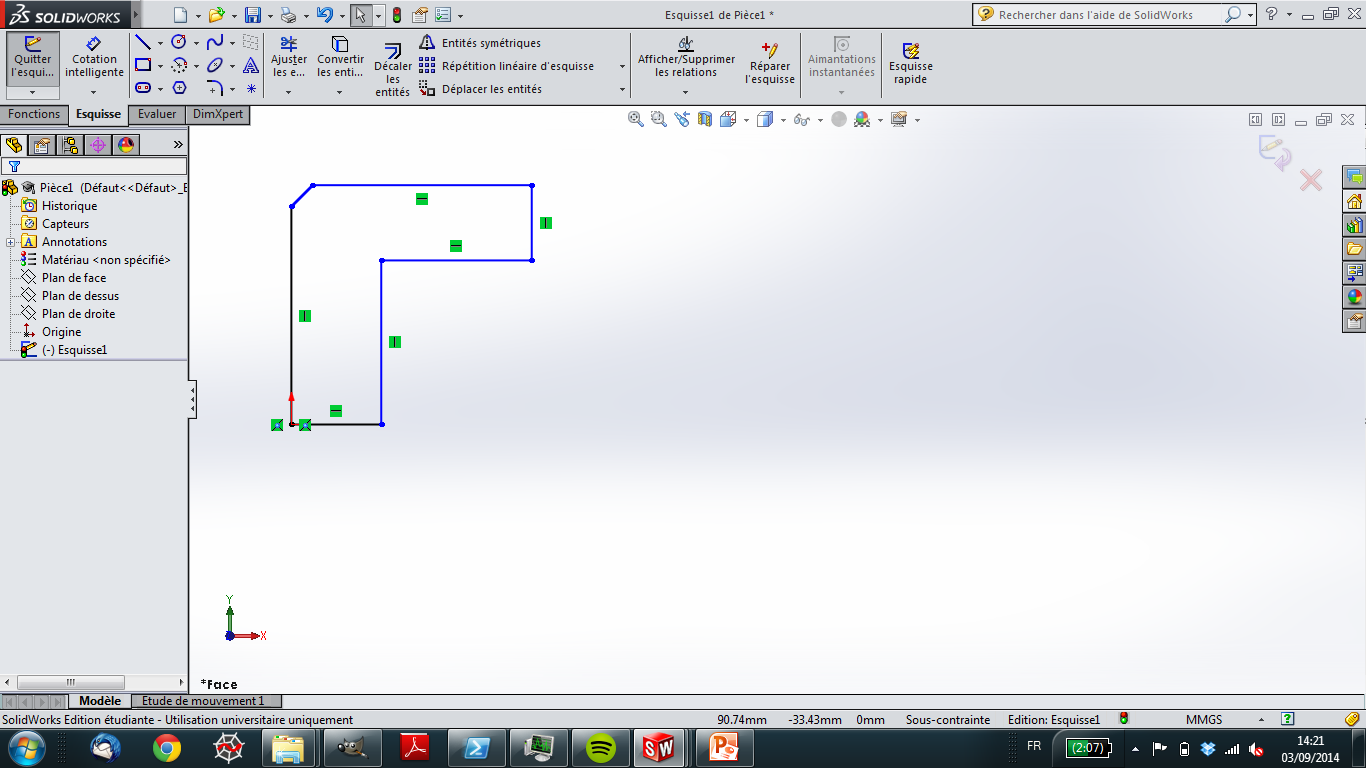 3S SOLIDWORKS
Esquisse1 de Pièce1 *
Rechercher dans l'aide de SolidWorks
Quitter l'esqui...
Cotation intelligente
Ajuster les e...
Convertir les enti...
Décaler les entités
Entités symétriques
Répétition linéaire d'esquisse
Déplacer les entités
Afficher/Supprimer les relations
Réparer l'esquisse
Aimantations instantanées
Esquisse rapide
Fonctions Esquisse Evaluer DimXpert
Pièce1 (Défaut<<Défaut>_E
Historique
Capteurs
Annotations
Matériau <non spécifié>
Plan de face
Plan de dessus
Plan de droite
Origine
(-) Esquisse1
Y
X
*Face
Modèle Etude de mouvement 1
SolidWorks Edition étudiante - Utilisation universitaire uniquement 90.74mm -33.43mm 0mm Sous-contrainte Edition: Esquisse1 MMGS
FR (2:07) 14:21
03/09/2014